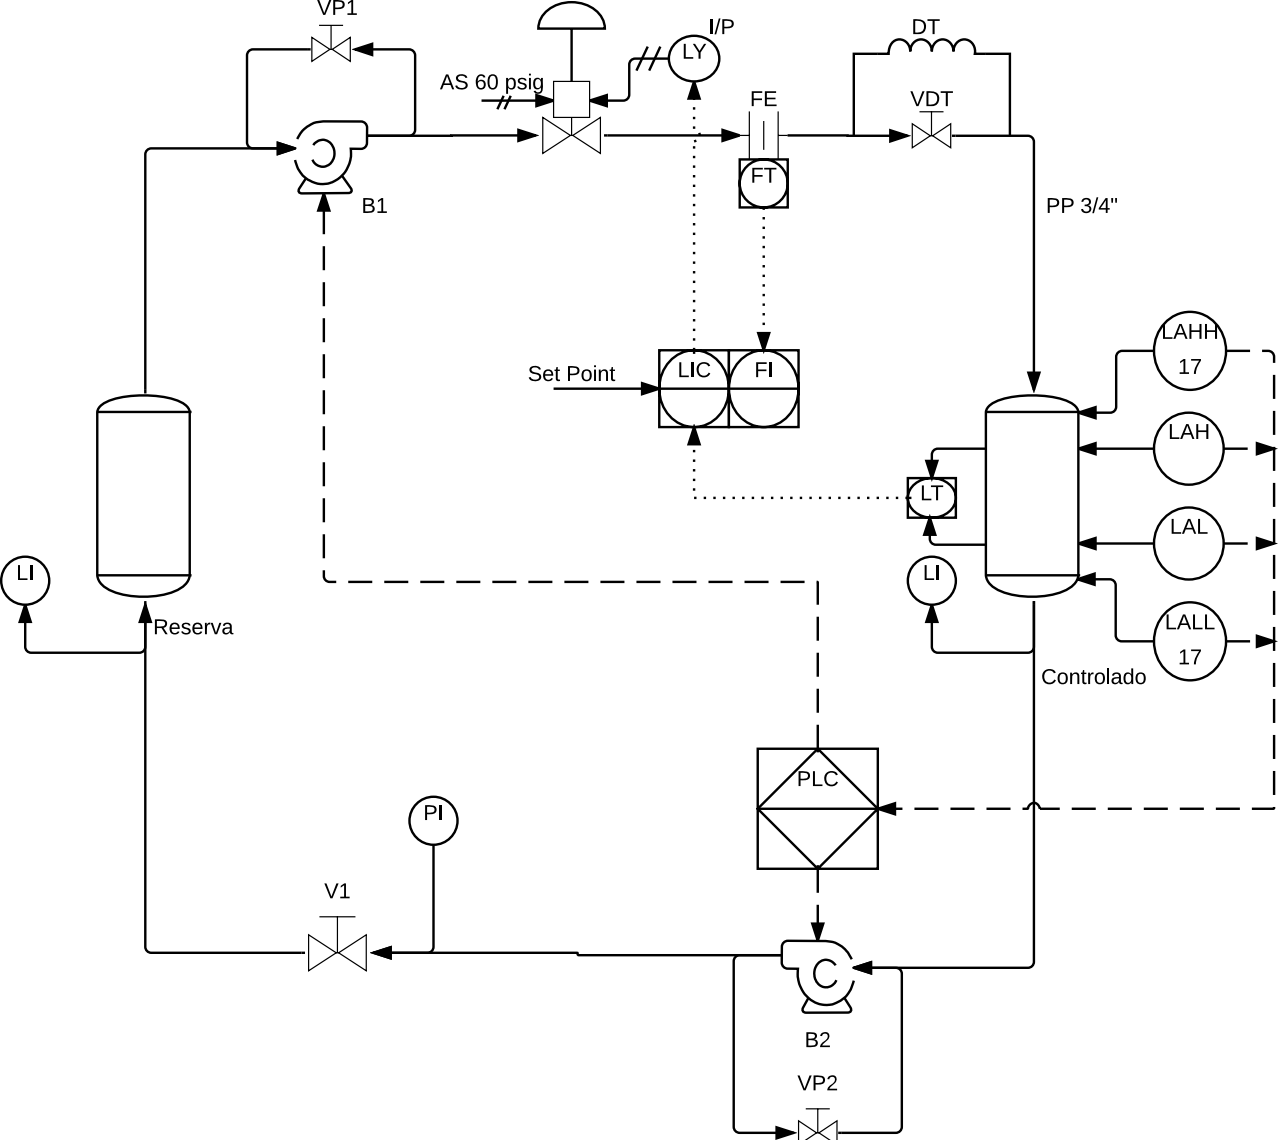 VP1
I/P
LY
DT
AS 60 psig
FE
VDT
FT
B1
PP 3/4"
LAHH
17
Set Point
LIC
FI
LAH
LT
LAL
LI
LI
LALL
17
Reserva
Controlado
PLC
PI
V1
B2
VP2